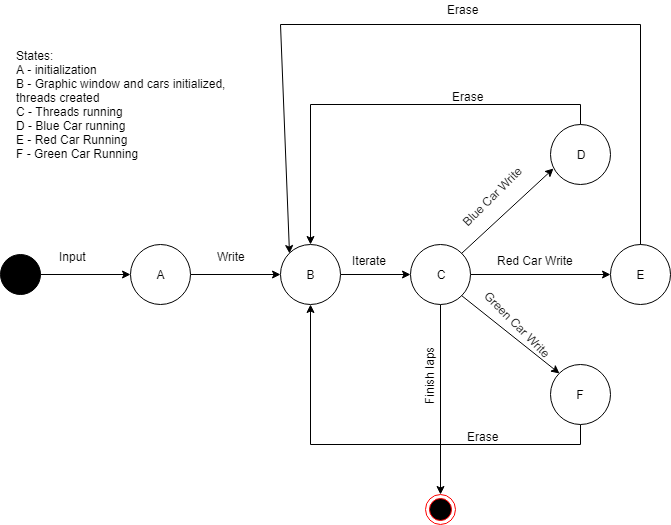 Erase
States:
A - initialization
B - Graphic window and cars initialized,
threads created
C - Threads running
D - Blue Car running
E - Red Car Running
F - Green Car Running
Erase
D
Blue Car Write
Input
A
Write
B
Iterate
C
Red Car Write
E
Green Car Write
Finish laps
F
Erase